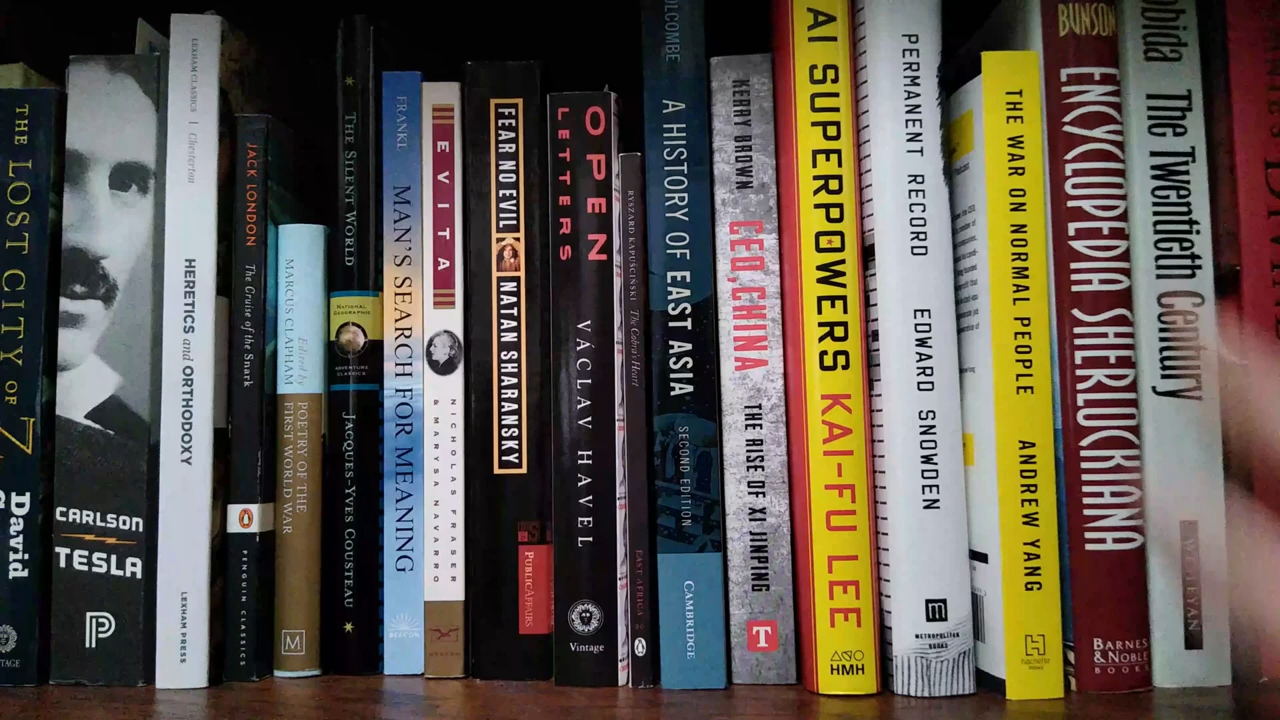 THE LOST CITY OF Z
David
CARLSON
TESLA
P
LEXHAM CLASSICS | Chesterton
HERETICS and ORTHODOXY
LEXHAM PRESS
JACK LONDON The Cruise of the Snark
PENGUIN CLASSICS
Edited by
MARCUS CLAPHAM
POETRY OF THE
FIRST WORLD WAR
M
THE SILENT WORLD
NATIONAL
GEOGRAPHIC
ADVENTURE
CLASSICS
JACQUES-YVES COUSTEAU
FRANKL MAN'S SEARCH FOR MEANING
BEACON
EVITA
NICHOLAS FRASER
& MARYSA NAVARRO
FEAR NO EVIL NATAN SHARANSKY
PUBLICAFFAIRS
OPEN
LETTERS
VÁCLAV HAVEL
Vintage
RYSZARD KAPUŚCIŃSKI The Cobra's Heart
OLCOMBE
A HISTORY OF EAST ASIA
SECOND EDITION
CAMBRIDGE
KERRY BROWN
CEO, CHINA
THE RISE OF XI JINPING
T
AI SUPERPOWERS KAI-FU LEE
HMH
PERMANENT RECORD EDWARD SNOWDEN
METROPOLITAN
BOOKS
THE WAR ON NORMAL PEOPLE ANDREW YANG
hachette
BOOKS
BUNSON
ENCYCLOPEDIA SHERLOCKIANA
BARNES
& NOBLE
BOOKS
obida The Twentieth Century